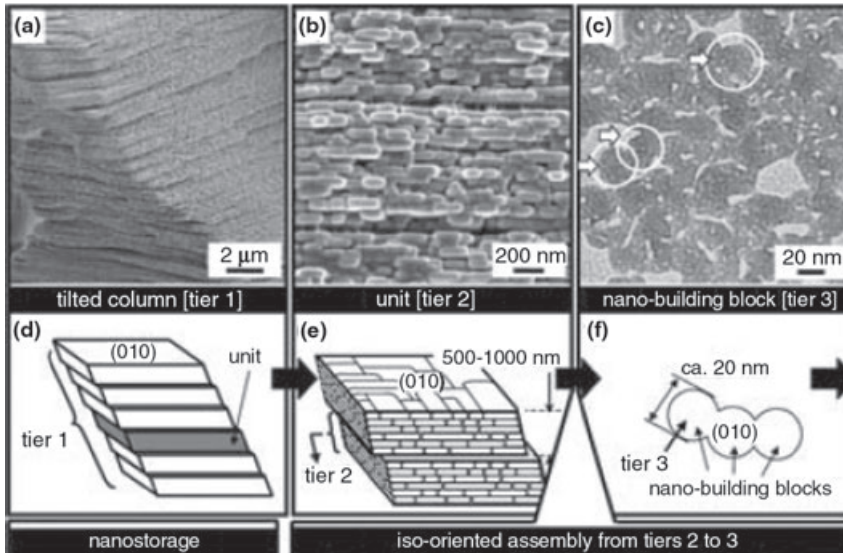 (a)
2 μm
tilted column [tier 1]
(b)
200 nm
unit [tier 2]
(c)
20 nm
nano-building block [tier 3]
(d)
(010)
unit
tier 1
nanostorage
(e)
500-1000 nm
(010)
tier 2
(f)
ca. 20 nm
(010)
tier 3
nano-building blocks
iso-oriented assembly from tiers 2 to 3